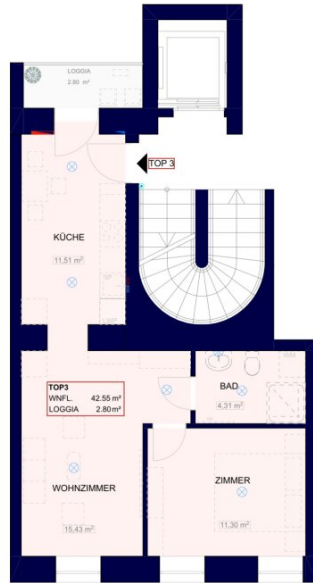 LOGGIA
2.80 m²
TOP 3
KÜCHE
11,51 m²
TOP3
WNFL. 42.55 m²
LOGGIA 2.80 m²
BAD
4,31 m²
WOHNZIMMER
15,43 m²
ZIMMER
11,30 m²